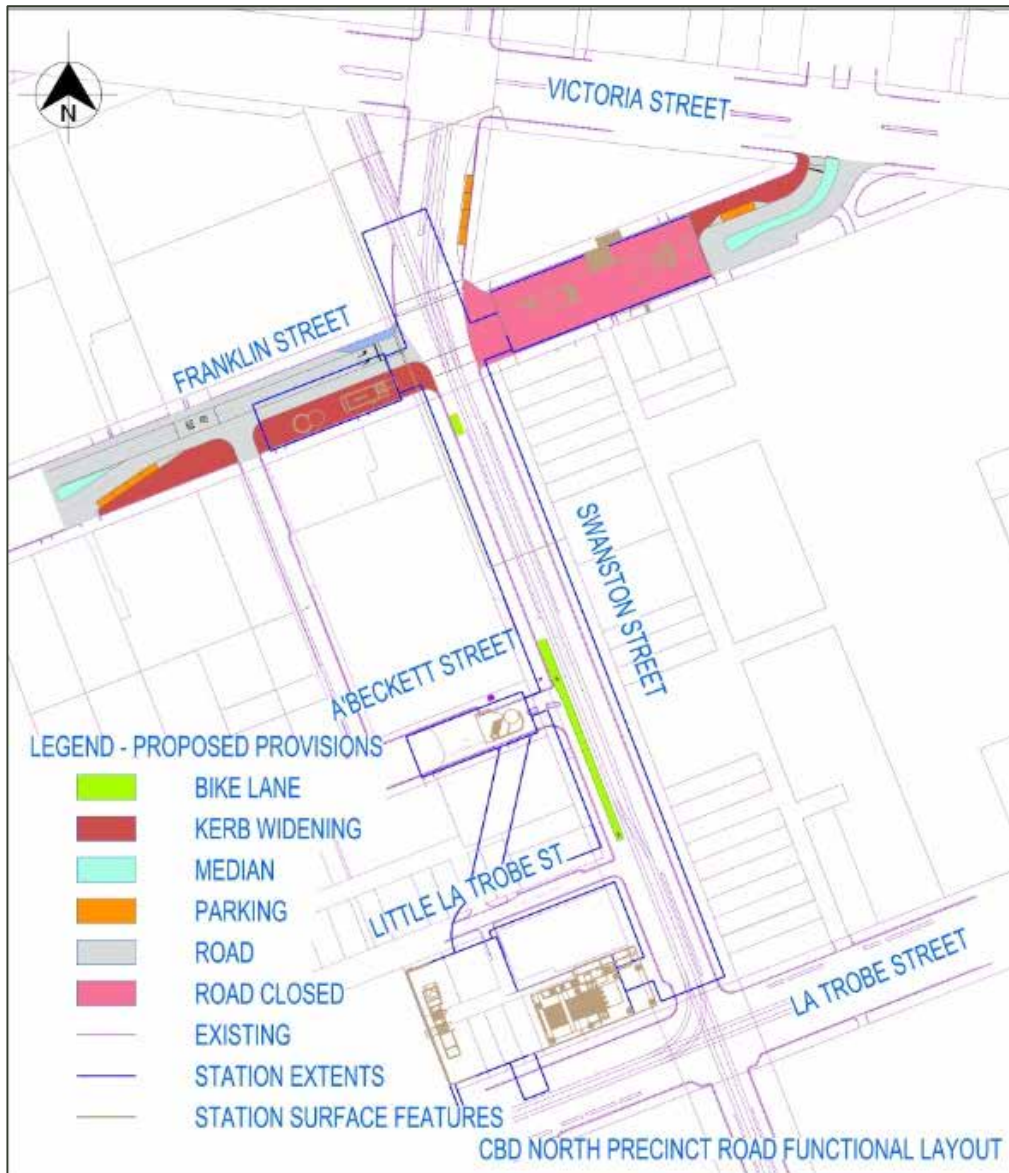 N
VICTORIA STREET
FRANKLIN STREET
SWANSTON STREET
A'BECKETT STREET
LEGEND - PROPOSED PROVISIONS
BIKE LANE
KERB WIDENING
MEDIAN
PARKING
ROAD
ROAD CLOSED
EXISTING
STATION EXTENTS
STATION SURFACE FEATURES
LITTLE LA TROBE ST
LA TROBE STREET
CBD NORTH PRECINCT ROAD FUNCTIONAL LAYOUT